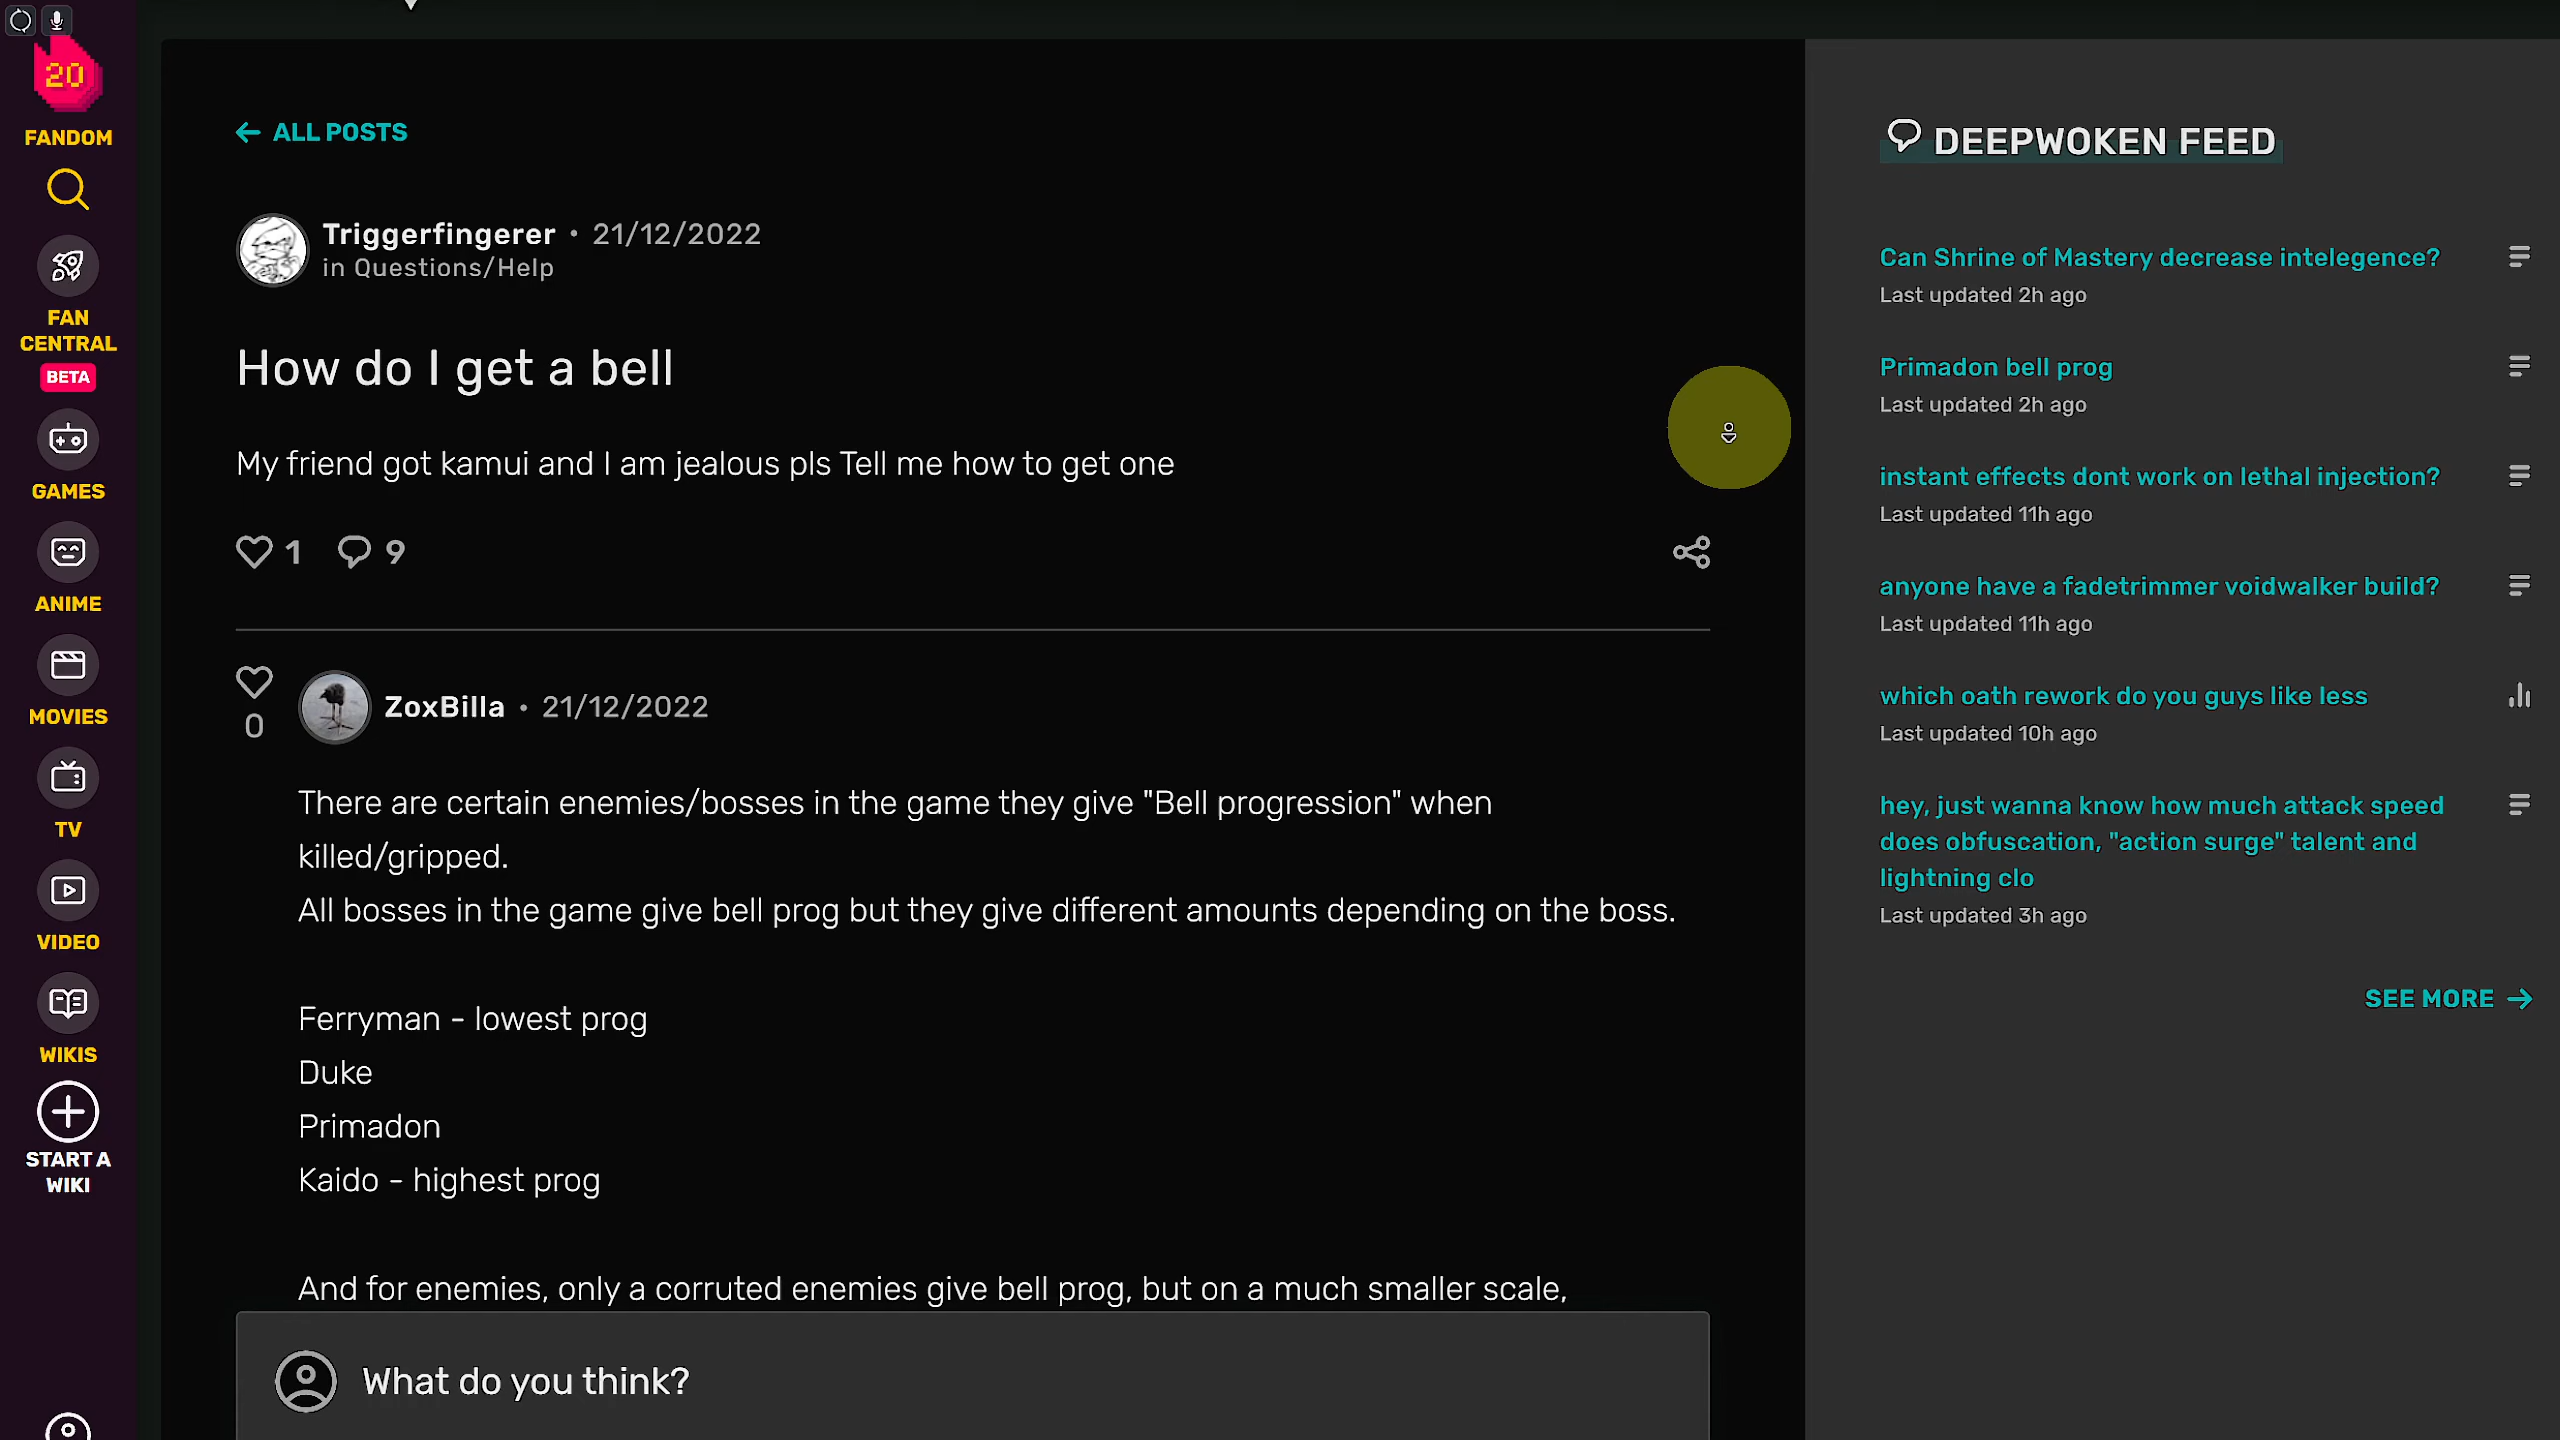 20
FANDOM
FAN
CENTRAL
BETA
GAMES
ANIME
MOVIES
TV
VIDEO
WIKIS
START A
WIKI
ALL POSTS
Triggerfingerer • 21/12/2022
in Questions/Help
How do I get a bell
My friend got kamui and I am jealous pls Tell me how to get one
1 9
0
ZoxBilla • 21/12/2022
There are certain enemies/bosses in the game they give "Bell progression" when
killed/gripped.
All bosses in the game give bell prog but they give different amounts depending on the boss.
Ferryman - lowest prog
Duke
Primadon
Kaido - highest prog
And for enemies, only a corruted enemies give bell prog, but on a much smaller scale,
What do you think?
DEEPWOKEN FEED
Can Shrine of Mastery decrease intelegence?
Last updated 2h ago
Primadon bell prog
Last updated 2h ago
instant effects dont work on lethal injection?
Last updated 11h ago
anyone have a fadetrimmer voidwalker build?
Last updated 11h ago
which oath rework do you guys like less
Last updated 10h ago
hey, just wanna know how much attack speed
does obfuscation, "action surge" talent and
lightning clo
Last updated 3h ago
SEE MORE